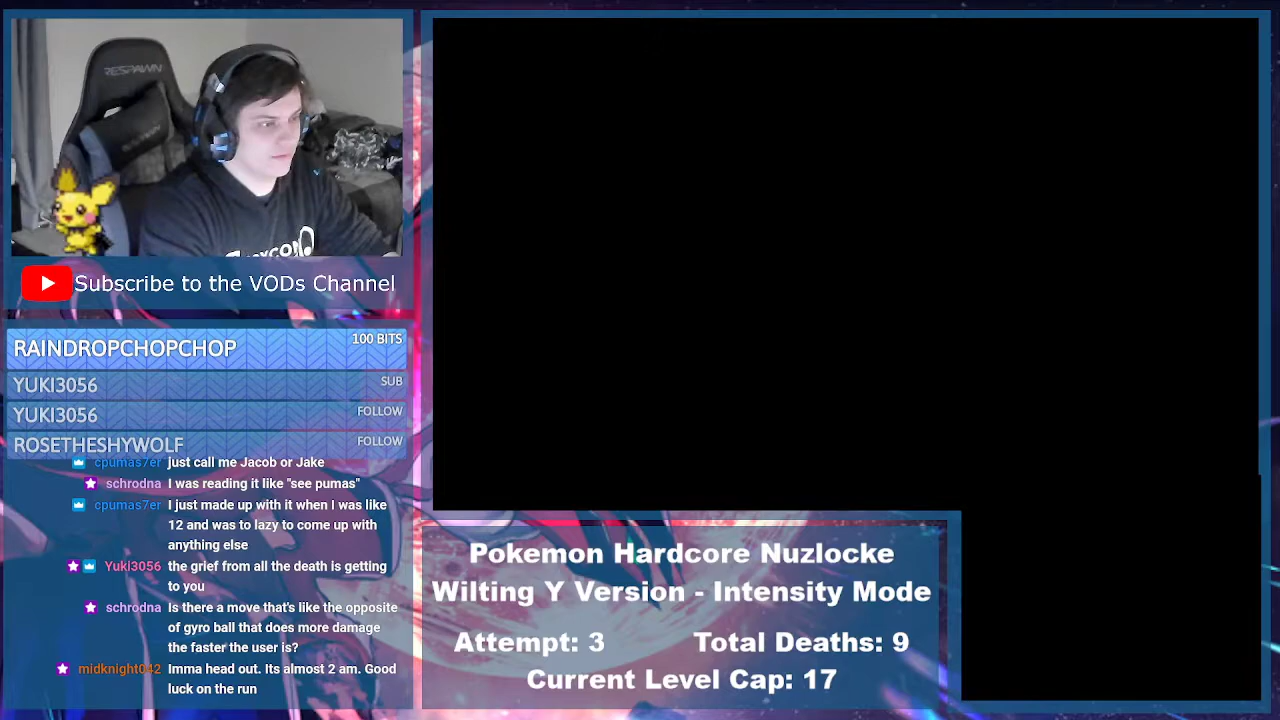 RESPAWN
Subscribe to the VODs Channel
RAINDROPCHOPCHOP 100 BITS
YUKI3056 SUB
YUKI3056 FOLLOW
ROSETHESHYWOLF FOLLOW
cpumas7er just call me Jacob or Jake
schrodna I was reading it like "see pumas"
cpumas7er I just made up with it when I was like
12 and was to lazy to come up with
anything else
Yuki3056 the grief from all the death is getting
to you
schrodna Is there a move that's like the opposite
of gyro ball that does more damage
the faster the user is?
midknight042 Imma head out. Its almost 2 am. Good
luck on the run
Pokemon Hardcore Nuzlocke
Wilting Y Version - Intensity Mode
Attempt: 3 Total Deaths: 9
Current Level Cap: 17